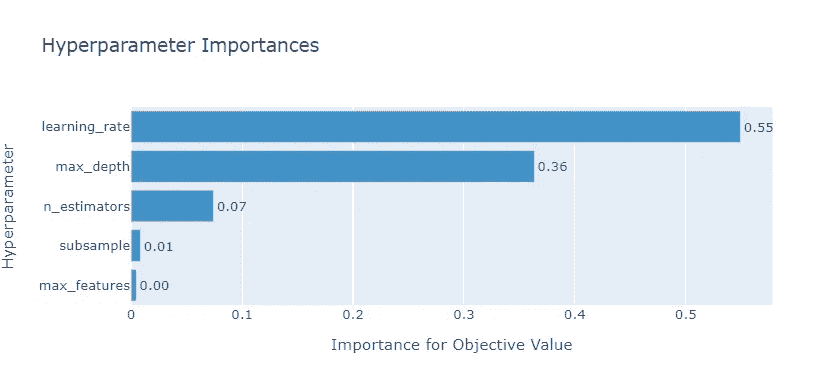 Hyperparameter Importances
Hyperparameter
learning_rate 0.55
max_depth 0.36
n_estimators 0.07
subsample 0.01
max_features 0.00
0 0.1 0.2 0.3 0.4 0.5
Importance for Objective Value